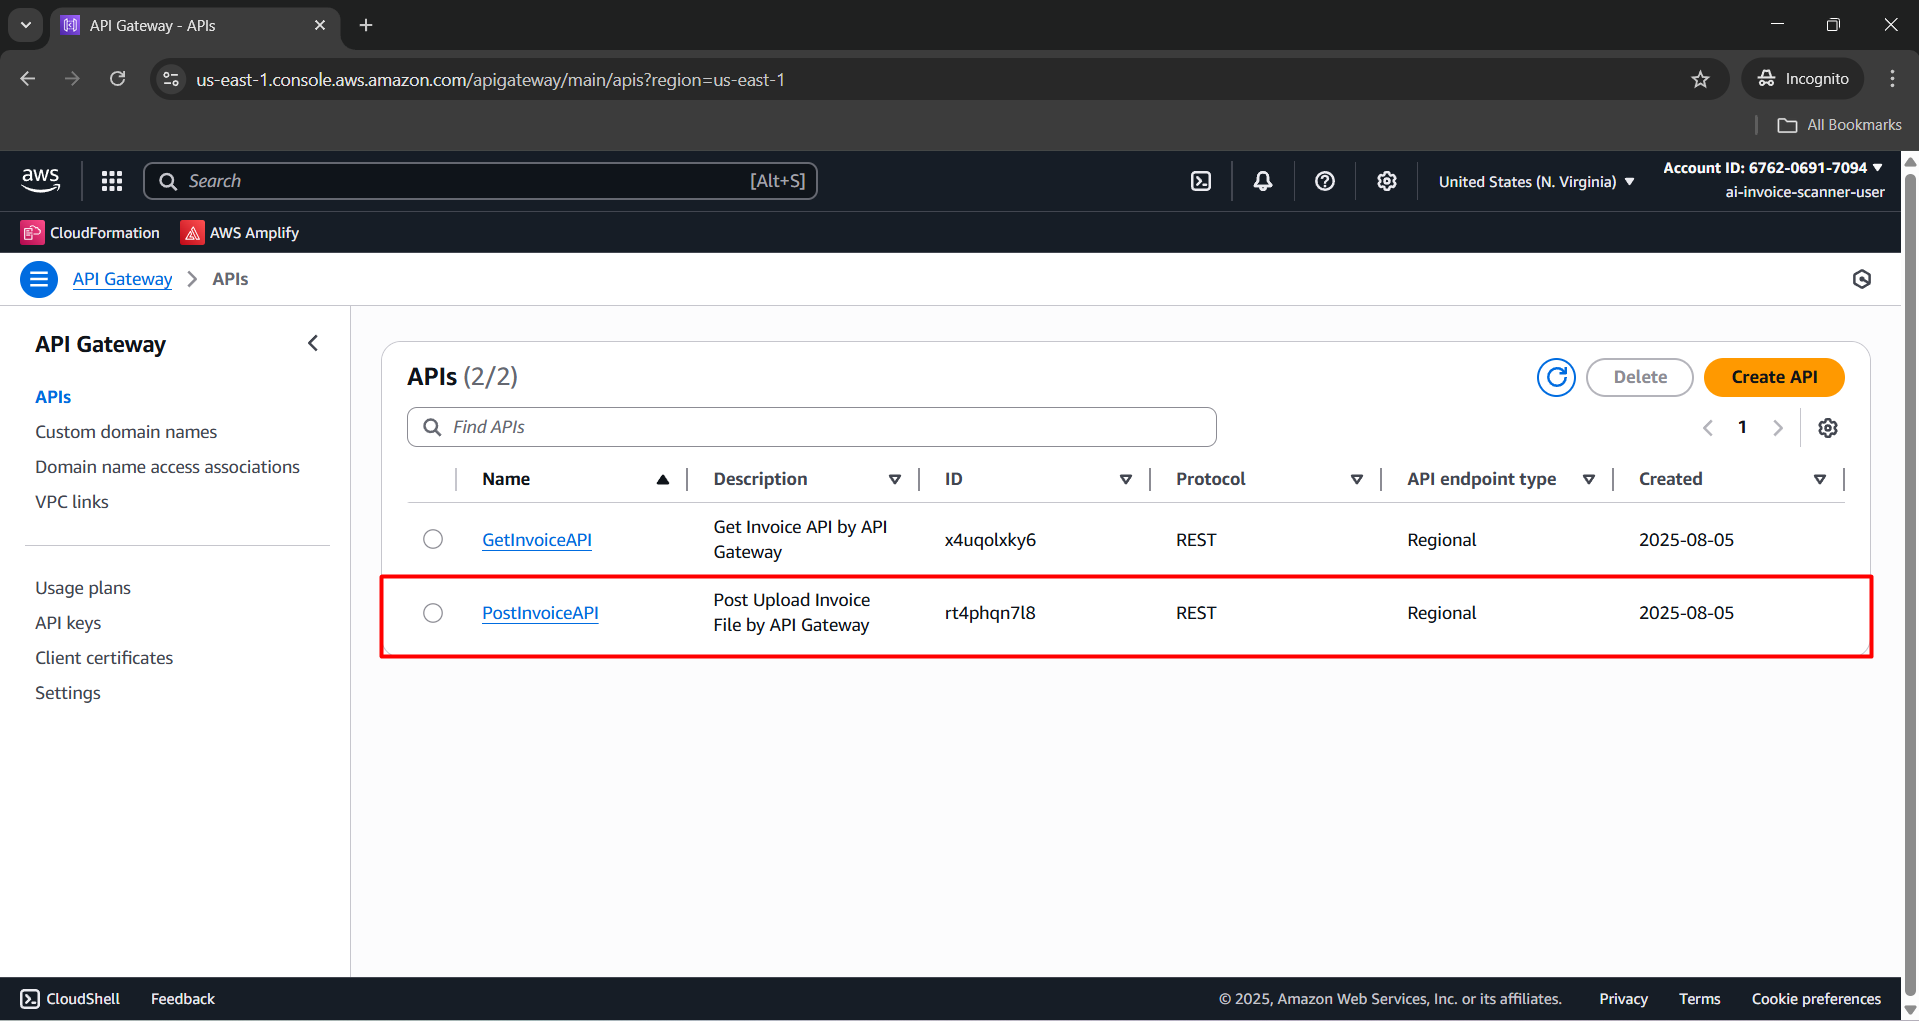 API Gateway - APIs
us-east-1.console.aws.amazon.com/apigateway/main/apis?region=us-east-1
Incognito
All Bookmarks
aws
Search
[Alt+S]
United States (N. Virginia)
Account ID: 6762-0691-7094
ai-invoice-scanner-user
CloudFormation
AWS Amplify
API Gateway
APIs
API Gateway
APIs
Custom domain names
Domain name access associations
VPC links
Usage plans
API keys
Client certificates
Settings
APIs (2/2)
Delete
Create API
Find APIs
1
Name
Description
ID
Protocol
API endpoint type
Created
GetInvoiceAPI
Get Invoice API by API
Gateway
x4uqolxky6
REST
Regional
2025-08-05
PostInvoiceAPI
Post Upload Invoice
File by API Gateway
rt4phqn7l8
REST
Regional
2025-08-05
CloudShell
Feedback
© 2025, Amazon Web Services, Inc. or its affiliates.
Privacy
Terms
Cookie preferences